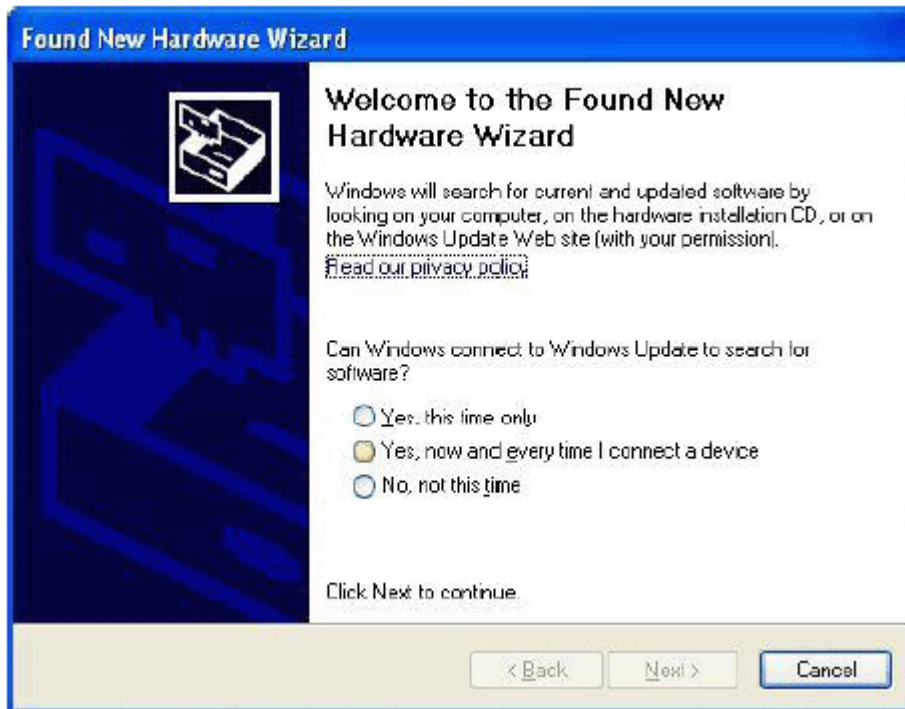 Found New Hardware Wizard
Welcome to the Found New
Hardware Wizard
Windows will search for current and updated software by
looking on your computer, on the hardware installation CD, or on
the Windows Update Web site (with your permission).
Read our privacy policy
Can Windows connect to Windows Update to search for
software?
Yes, this time only
Yes, now and every time I connect a device
No, not this time
Click Next to continue.
< Back
Next >
Cancel